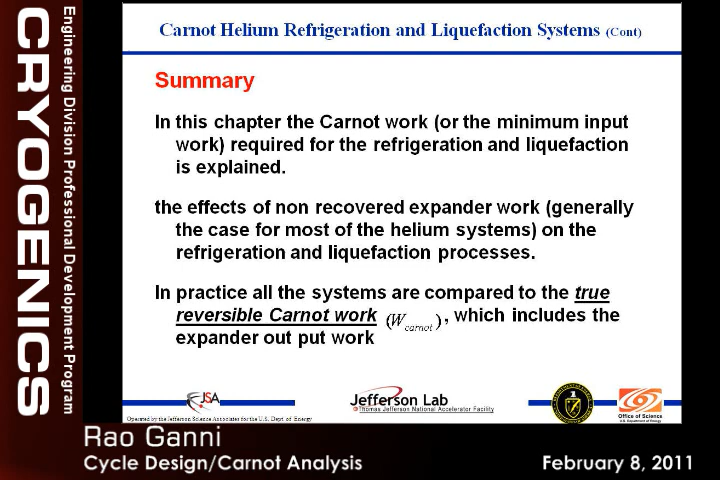 CRYOGENICS
Engineering Division Professional Development Program
Carnot Helium Refrigeration and Liquefaction Systems (Cont)
Summary
In this chapter the Carnot work (or the minimum input
work) required for the refrigeration and liquefaction
is explained.
the effects of non recovered expander work (generally
the case for most of the helium systems) on the
refrigeration and liquefaction processes.
In practice all the systems are compared to the true
reversible Carnot work (W carnot) , which includes the
expander out put work
JSA
Jefferson Lab
Thomas Jefferson National Accelerator Facility
Office of Science
U.S. Department of Energy
Operated by the Jefferson Science Associates for the U.S. Dept. of Energy
Rao Ganni
Cycle Design/Carnot Analysis
February 8, 2011